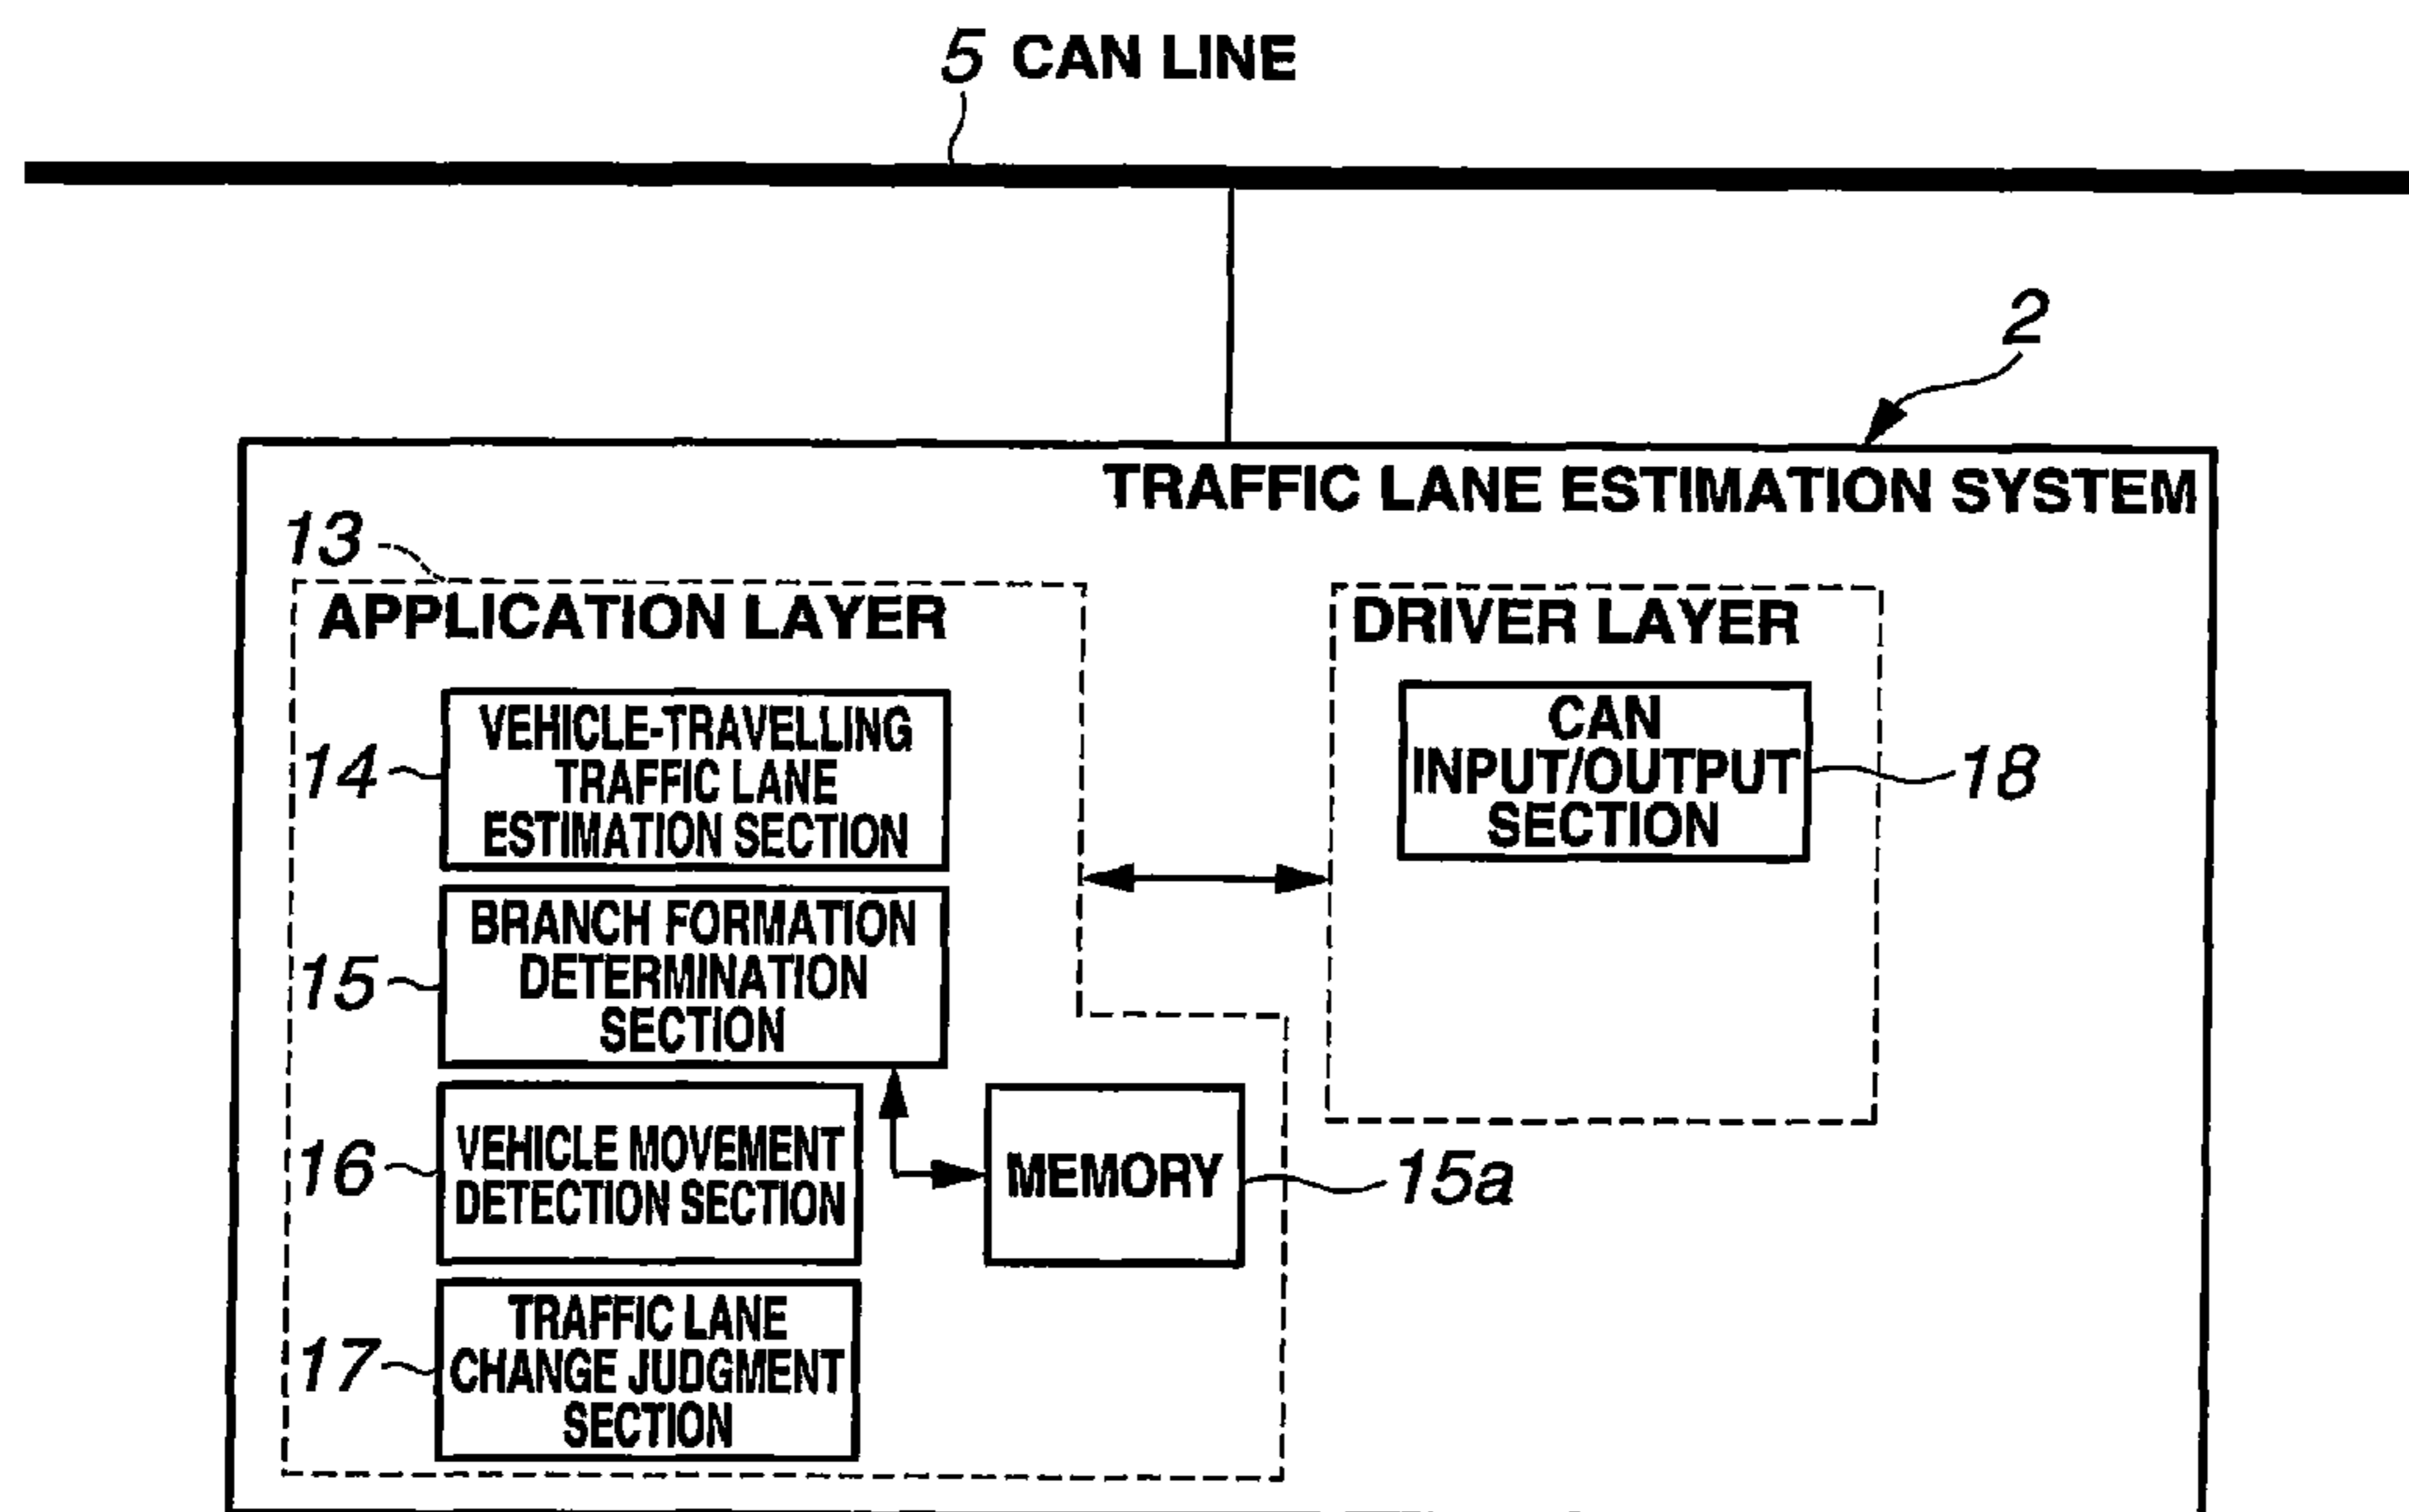 5 CAN LINE
2
TRAFFIC LANE ESTIMATION SYSTEM
13
APPLICATION LAYER
14
VEHICLE-TRAVELLING
TRAFFIC LANE
ESTIMATION SECTION
15
BRANCH FORMATION
DETERMINATION
SECTION
16
VEHICLE MOVEMENT
DETECTION SECTION
MEMORY
15a
17
TRAFFIC LANE
CHANGE JUDGMENT
SECTION
DRIVER LAYER
CAN
INPUT/OUTPUT
SECTION
18